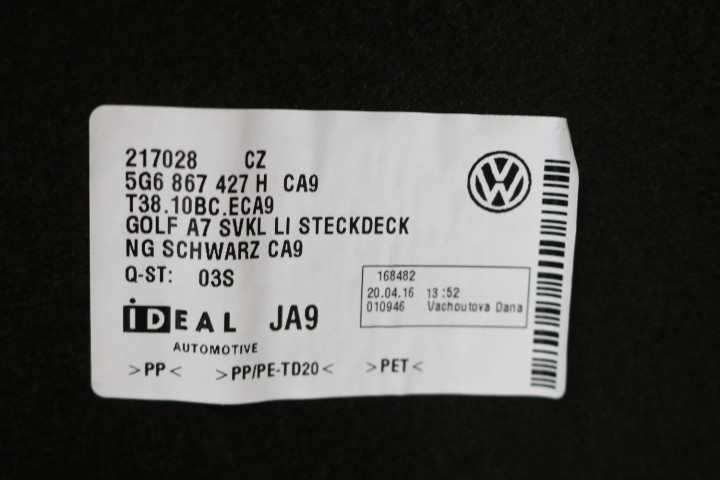 217028 CZ
5G6 867 427 H CA9
T38.10BC.ECA9
GOLF A7 SVKL LI STECKDECK
NG SCHWARZ CA9
Q-ST: 03S
168482
20.04.16 13:52
010946 Vachoutova Dana
iDEAL JA9
AUTOMOTIVE
>PP< >PP/PE-TD20< >PET<